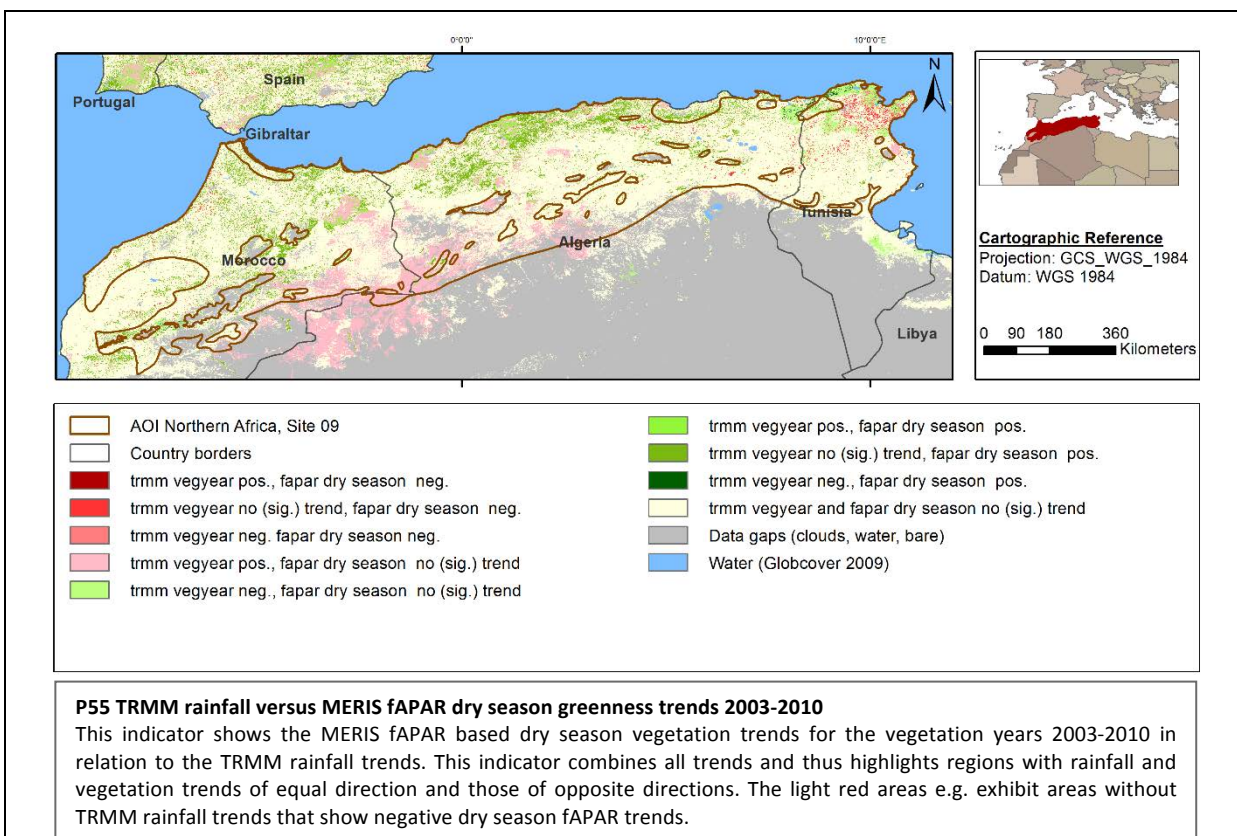 0°0'0"
10°0'0"E
N
Spain
Portugal
Gibraltar
Morocco
Algeria
Tunisia
Libya
Cartographic Reference
Projection: GCS_WGS_1984
Datum: WGS 1984
0 90 180 360
Kilometers
AOI Northern Africa, Site 09
Country borders
trmm vegyear pos., fapar dry season neg.
trmm vegyear no (sig.) trend, fapar dry season neg.
trmm vegyear neg. fapar dry season neg.
trmm vegyear pos., fapar dry season no (sig.) trend
trmm vegyear neg., fapar dry season no (sig.) trend
trmm vegyear pos., fapar dry season pos.
trmm vegyear no (sig.) trend, fapar dry season pos.
trmm vegyear neg., fapar dry season pos.
trmm vegyear and fapar dry season no (sig.) trend
Data gaps (clouds, water, bare)
Water (Globcover 2009)
P55 TRMM rainfall versus MERIS fAPAR dry season greenness trends 2003-2010
This indicator shows the MERIS fAPAR based dry season vegetation trends for the vegetation years 2003-2010 in
relation to the TRMM rainfall trends. This indicator combines all trends and thus highlights regions with rainfall and
vegetation trends of equal direction and those of opposite directions. The light red areas e.g. exhibit areas without
TRMM rainfall trends that show negative dry season fAPAR trends.